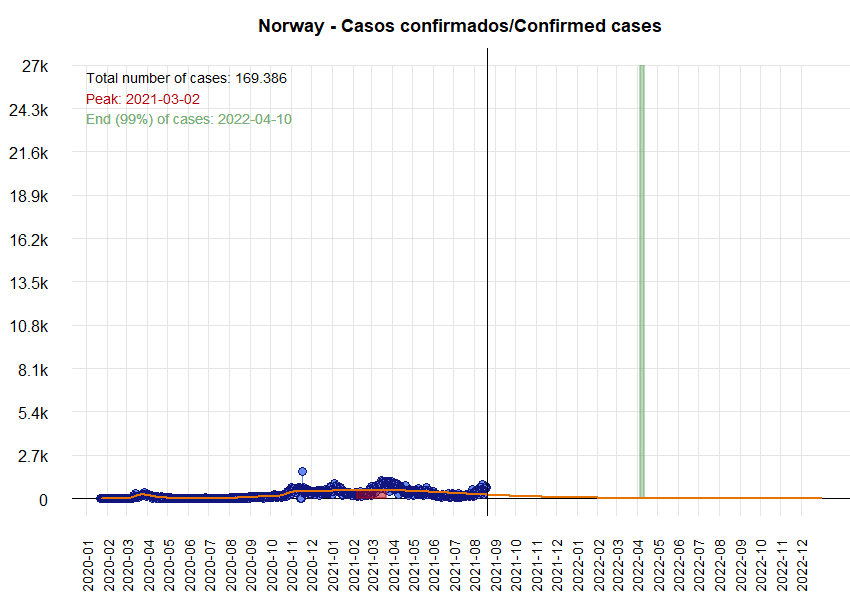 Norway - Casos confirmados/Confirmed cases
Total number of cases: 169.386
Peak: 2021-03-02
End (99%) of cases: 2022-04-10
27k
24.3k
21.6k
18.9k
16.2k
13.5k
10.8k
8.1k
5.4k
2.7k
0
2020-01
2020-02
2020-03
2020-04
2020-05
2020-06
2020-07
2020-08
2020-09
2020-10
2020-11
2020-12
2021-01
2021-02
2021-03
2021-04
2021-05
2021-06
2021-07
2021-08
2021-09
2021-10
2021-11
2021-12
2022-01
2022-02
2022-03
2022-04
2022-05
2022-06
2022-07
2022-08
2022-09
2022-10
2022-11
2022-12